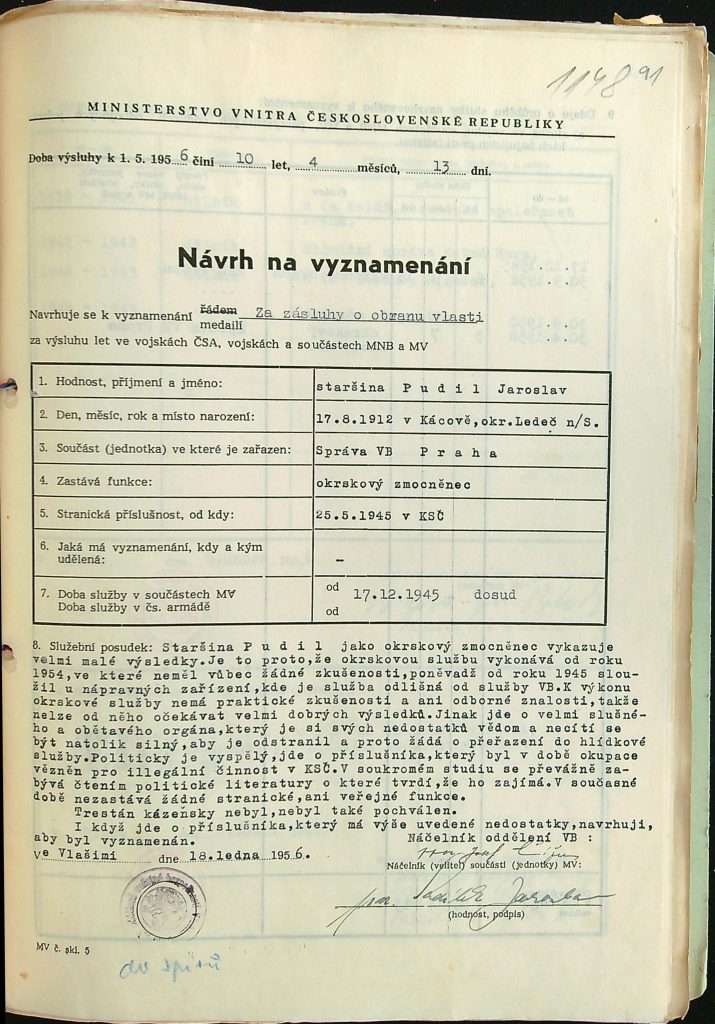 1148 91
MINISTERSTVO VNITRA ČESKOSLOVENSKÉ REPUBLIKY
Doba výsluhy k 1. 5. 1956 činí 10 let, 4 měsíců, 13 dní.
Návrh na vyznamenání
Navrhuje se k vyznamenání řádem Za zásluhy o obranu vlasti
medailí
za výsluhu let ve vojskách ČSA, vojskách a součástech MNB a MV
1. Hodnost, příjmení a jméno: staršina P u d i l Jaroslav
2. Den, měsíc, rok a místo narození: 17.8.1912 v Kácově,okr.Ledeč n/S.
3. Součást (jednotka) ve které je zařazen: Správa VB P r a h a
4. Zastává funkce: okrskový zmocněnec
5. Stranická příslušnost, od kdy: 25.5.1945 v KSČ
6. Jaká má vyznamenání, kdy a kým
udělená: –
7. Doba služby v součástech MV od 17.12.1945 dosud
Doba služby v čs. armádě od
8. Služební posudek: Staršina P u d i l jako okrskový zmocněnec vykazuje
velmi malé výsledky.Je to proto,že okrskovou službu vykonává od roku
1954,ve které neměl vůbec žádné zkušenosti,poněvadž od roku 1945 slou-
žil u nápravných zařízení,kde je služba odlišná od služby VB.K výkonu
okrskové služby nemá praktické zkušenosti a ani odborné znalosti,takže
nelze od něho očekávat velmi dobrých výsledků.Jinak jde o velmi slušné-
ho a obětavého orgána,který je si svých nedostatků vědom a necítí se
být natolik silný,aby je odstranil a proto žádá o přeřazení do hlídkové
služby.Politicky je vyspělý,jde o příslušníka,který byl v době okupace
vězněn pro illegální činnost v KSČ.V soukromém studiu se převážně za-
bývá čtením politické literatury o které tvrdí,že ho zajímá.V současné
době nezastává žádné stranické,ani veřejné funkce.
Trestán kázensky nebyl,nebyl také pochválen.
I když jde o příslušníka,který má výše uvedené nedostatky,navrhuji,
aby byl vyznamenán. Náčelník oddělení VB :
Ve Vlašimi dne 18.ledna 1956.
Náčelník (velitel) součásti (jednotky) MV:
(hodnost, podpis)
MV č. skl. 5
do spisů